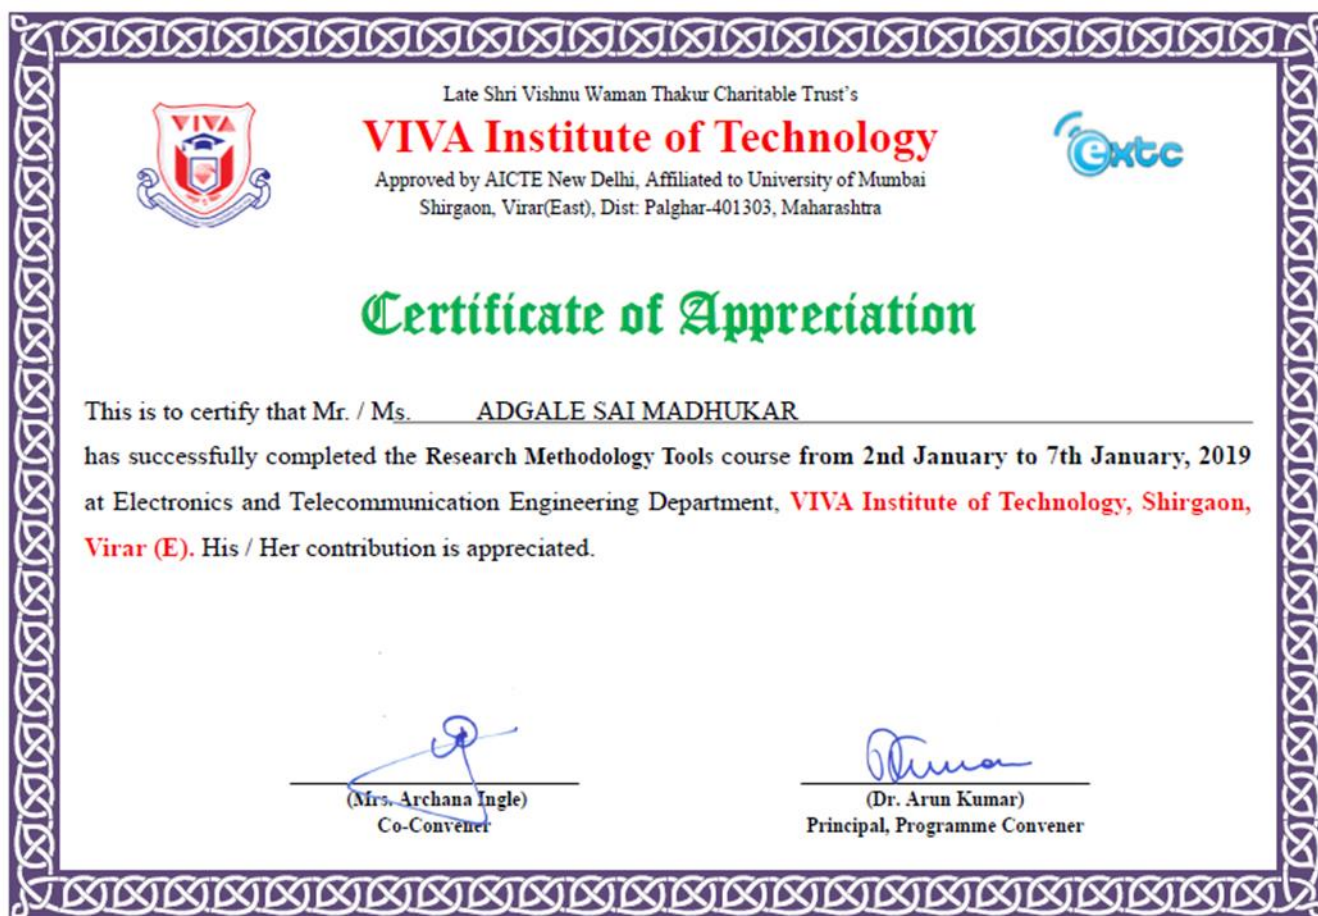 Late Shri Vishnu Waman Thakur Charitable Trust's
VIVA Institute of Technology
Approved by AICTE New Delhi, Affiliated to University of Mumbai
Shirgaon, Virar(East), Dist: Palghar-401303, Maharashtra
VIVA
extc
Certificate of Appreciation
This is to certify that Mr. / Ms. ADGALE SAI MADHUKAR
has successfully completed the Research Methodology Tools course from 2nd January to 7th January, 2019
at Electronics and Telecommunication Engineering Department, VIVA Institute of Technology, Shirgaon,
Virar (E). His / Her contribution is appreciated.
(Mrs. Archana Ingle)
Co-Convener
(Dr. Arun Kumar)
Principal, Programme Convener